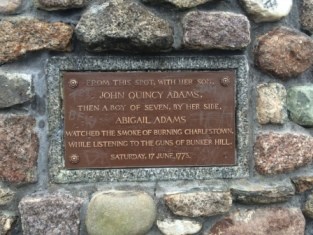 FROM THIS SPOT, WITH HER SON,
JOHN QUINCY ADAMS,
THEN A BOY OF SEVEN, BY HER SIDE,
ABIGAIL ADAMS
WATCHED THE SMOKE OF BURNING CHARLESTOWN,
WHILE LISTENING TO THE GUNS OF BUNKER HILL.
SATURDAY, 17 JUNE, 1775.